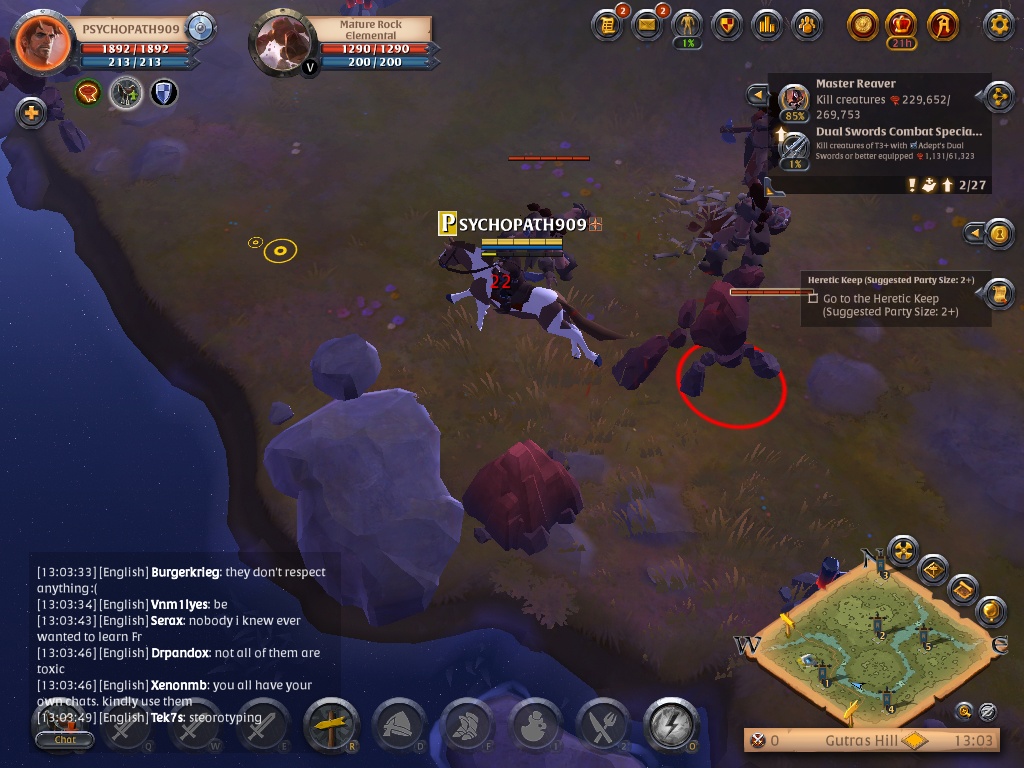 PSYCHOPATH909
1892 / 1892
213 / 213
Mature Rock
Elemental
1290 / 1290
200 / 200
V
2
2
1%
21h
Master Reaver
Kill creatures 229,652/
269,753
85%
Dual Swords Combat Specia...
Kill creatures of T3+ with Adept's Dual
Swords or better equipped 1,131/61,323
1%
2/27
PSYCHOPATH909
22
Heretic Keep (Suggested Party Size: 2+)
Go to the Heretic Keep
(Suggested Party Size: 2+)
[13:03:33] [English] Burgerkrieg: they don't respect
anything :(
[13:03:34] [English] Vnm1lyes: be
[13:03:43] [English] Serax: nobody i knew ever
wanted to learn Fr
[13:03:46] [English] Drpandox: not all of them are
toxic
[13:03:46] [English] Xenonmb: you all have your
own chats. kindly use them
[13:03:49] [English] Tek7s: steorotyping
Chat
Q
W
E
R
D
F
1
2
O
N
W
E
3
2
5
1
4
0
Gutras Hill
13:03